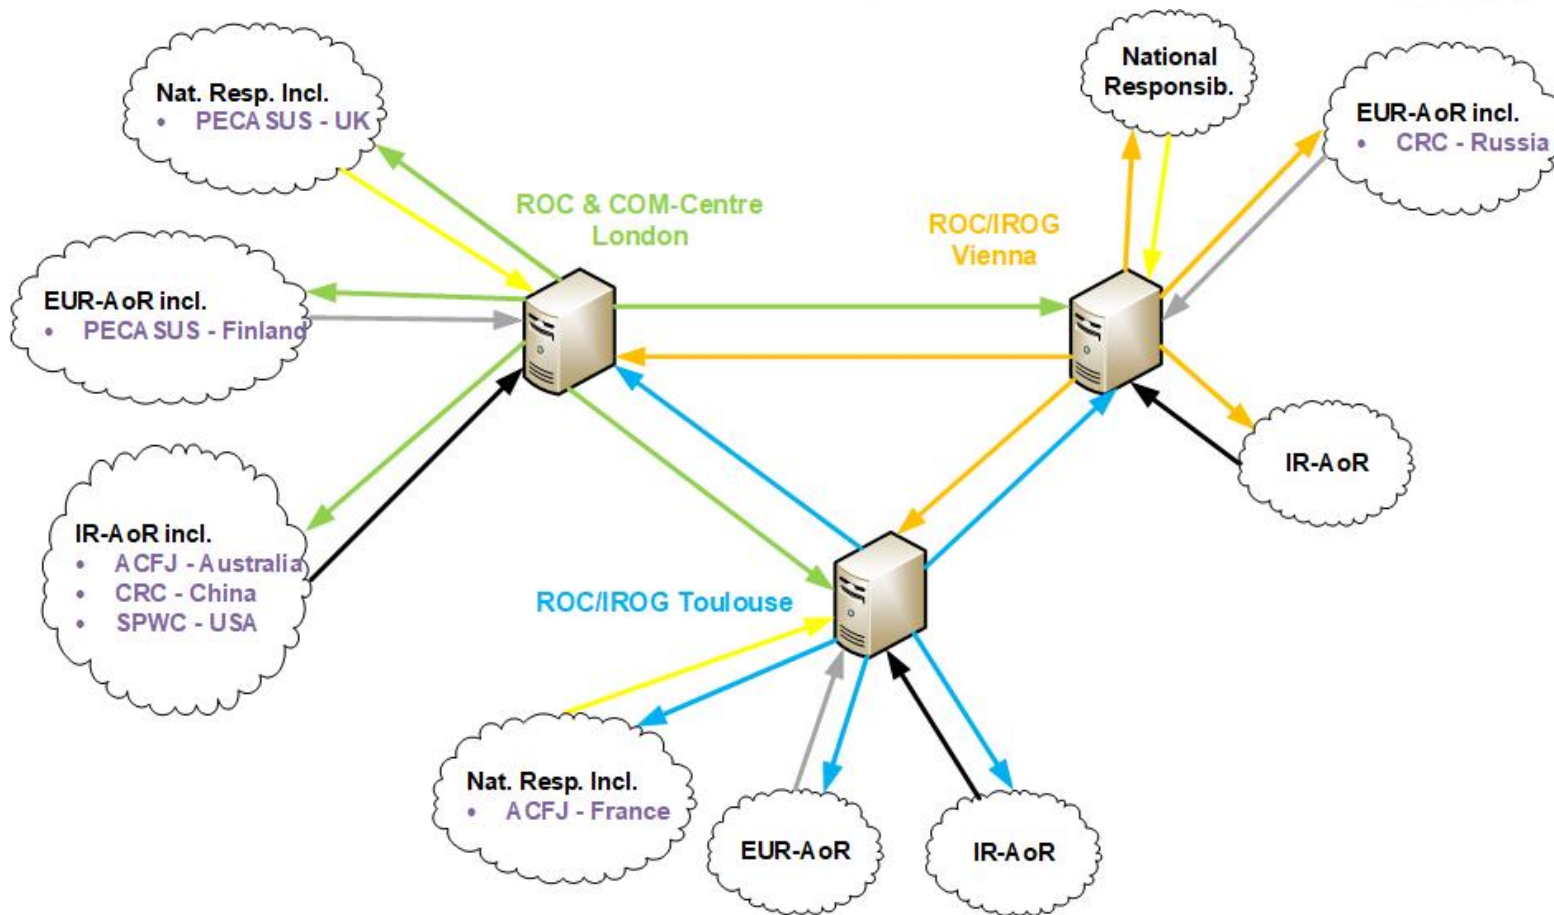 National
Responsib.
Nat. Resp. Incl.
• PECASUS - UK
EUR-AoR incl.
• CRC - Russia
ROC & COM-Centre
London
ROC/IROG
Vienna
EUR-AoR incl.
• PECASUS - Finland
IR-AoR
IR-AoR incl.
• ACFJ - Australia
• CRC - China
• SPWC - USA
ROC/IROG Toulouse
Nat. Resp. Incl.
• ACFJ - France
EUR-AoR
IR-AoR